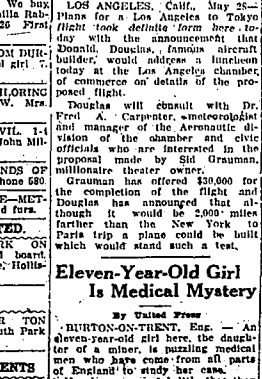 We buy,
illa Rab-
26 First
OM DUR-
l girl 7.
ILORING
W. Mrs.
VIL. 1-4
John Mil-
NDS OF
hone 580.
E—MET-
d furs.
TED.
RK ON
board.
Hollis-
R TON
uth Park
ENTS
LOS ANGELES, Calif., May 28—
Plans for a Los Angeles to Tokyo
flight took definite form here to-
day with the announcement that
Donald Douglas, famous aircraft
builder, would address a luncheon
today at the Los Angeles chamber
of commerce on details of the pro-
posed flight.
Douglas will consult with Dr.
Fred A. Carpenter, meteorologist
and manager of the Aeronautic di-
vision of the chamber and civic
officials who are interested in the
proposal made by Sid Grauman,
millionaire theater owner.
Grauman has offered $30,000 for
the completion of the flight and
Douglas has announced that al-
though it would be 2,000 miles
farther than the New York to
Paris trip a plane could be built
which would stand such a test.
Eleven-Year-Old Girl
Is Medical Mystery
By United Press
BURTON-ON-TRENT, Eng. — An
eleven-year-old girl here, the daugh-
ter of a miner, is puzzling medical
men who have come from all parts
of England to study her case.